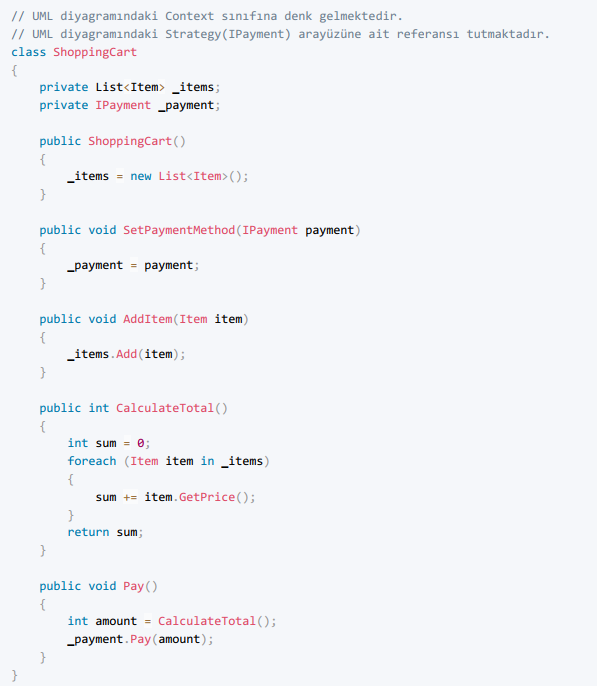 // UML diyagramındaki Context sınıfına denk gelmektedir.
// UML diyagramındaki Strategy(IPayment) arayüzüne ait referansı tutmaktadır.
class ShoppingCart
{
    private List<Item> _items;
    private IPayment _payment;

    public ShoppingCart()
    {
        _items = new List<Item>();
    }

    public void SetPaymentMethod(IPayment payment)
    {
        _payment = payment;
    }

    public void AddItem(Item item)
    {
        _items.Add(item);
    }

    public int CalculateTotal()
    {
        int sum = 0;
        foreach (Item item in _items)
        {
            sum += item.GetPrice();
        }
        return sum;
    }

    public void Pay()
    {
        int amount = CalculateTotal();
        _payment.Pay(amount);
    }
}